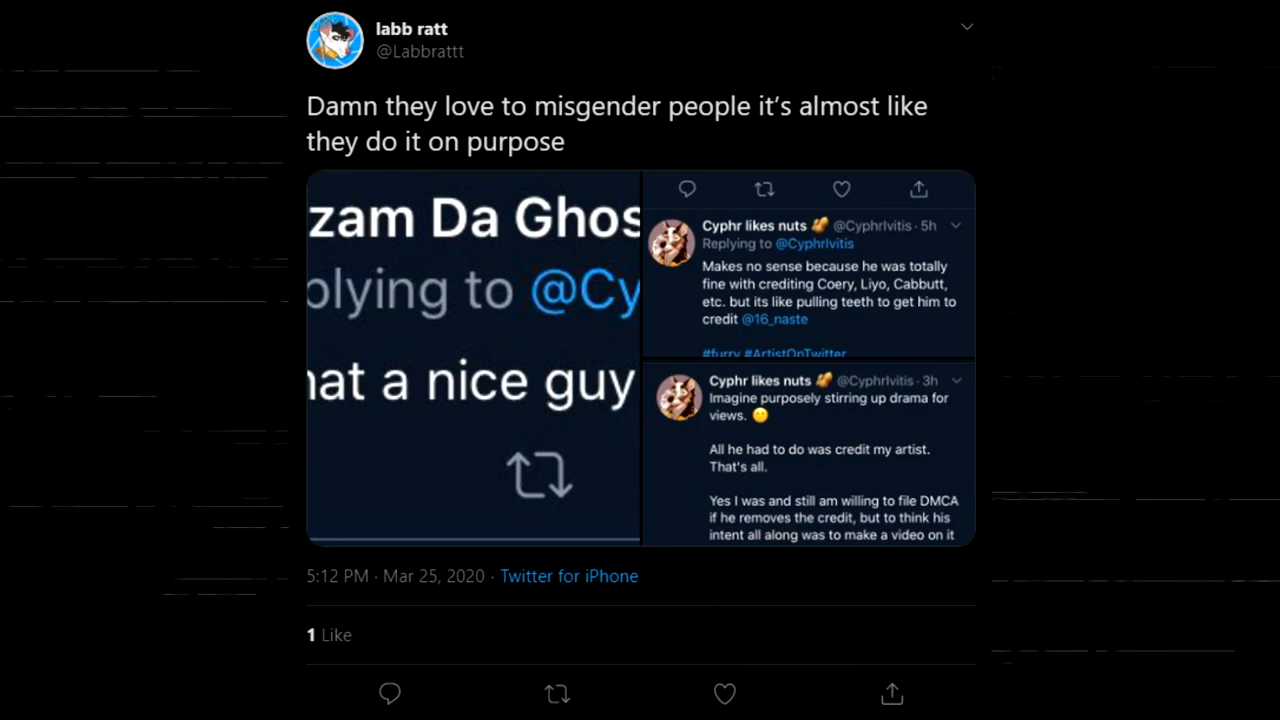 labb ratt
@Labbrattt
Damn they love to misgender people it's almost like
they do it on purpose
zam Da Ghos
plying to @Cy
hat a nice guy
Cyphr likes nuts @CyphrIvitis · 5h
Replying to @CyphrIvitis
Makes no sense because he was totally
fine with crediting Coery, Liyo, Cabbutt,
etc. but its like pulling teeth to get him to
credit @16_naste
#furry #ArtistOnTwitter
Cyphr likes nuts @CyphrIvitis · 3h
Imagine purposely stirring up drama for
views.
All he had to do was credit my artist.
That's all.
Yes I was and still am willing to file DMCA
if he removes the credit, but to think his
intent all along was to make a video on it
5:12 PM · Mar 25, 2020 · Twitter for iPhone
1 Like